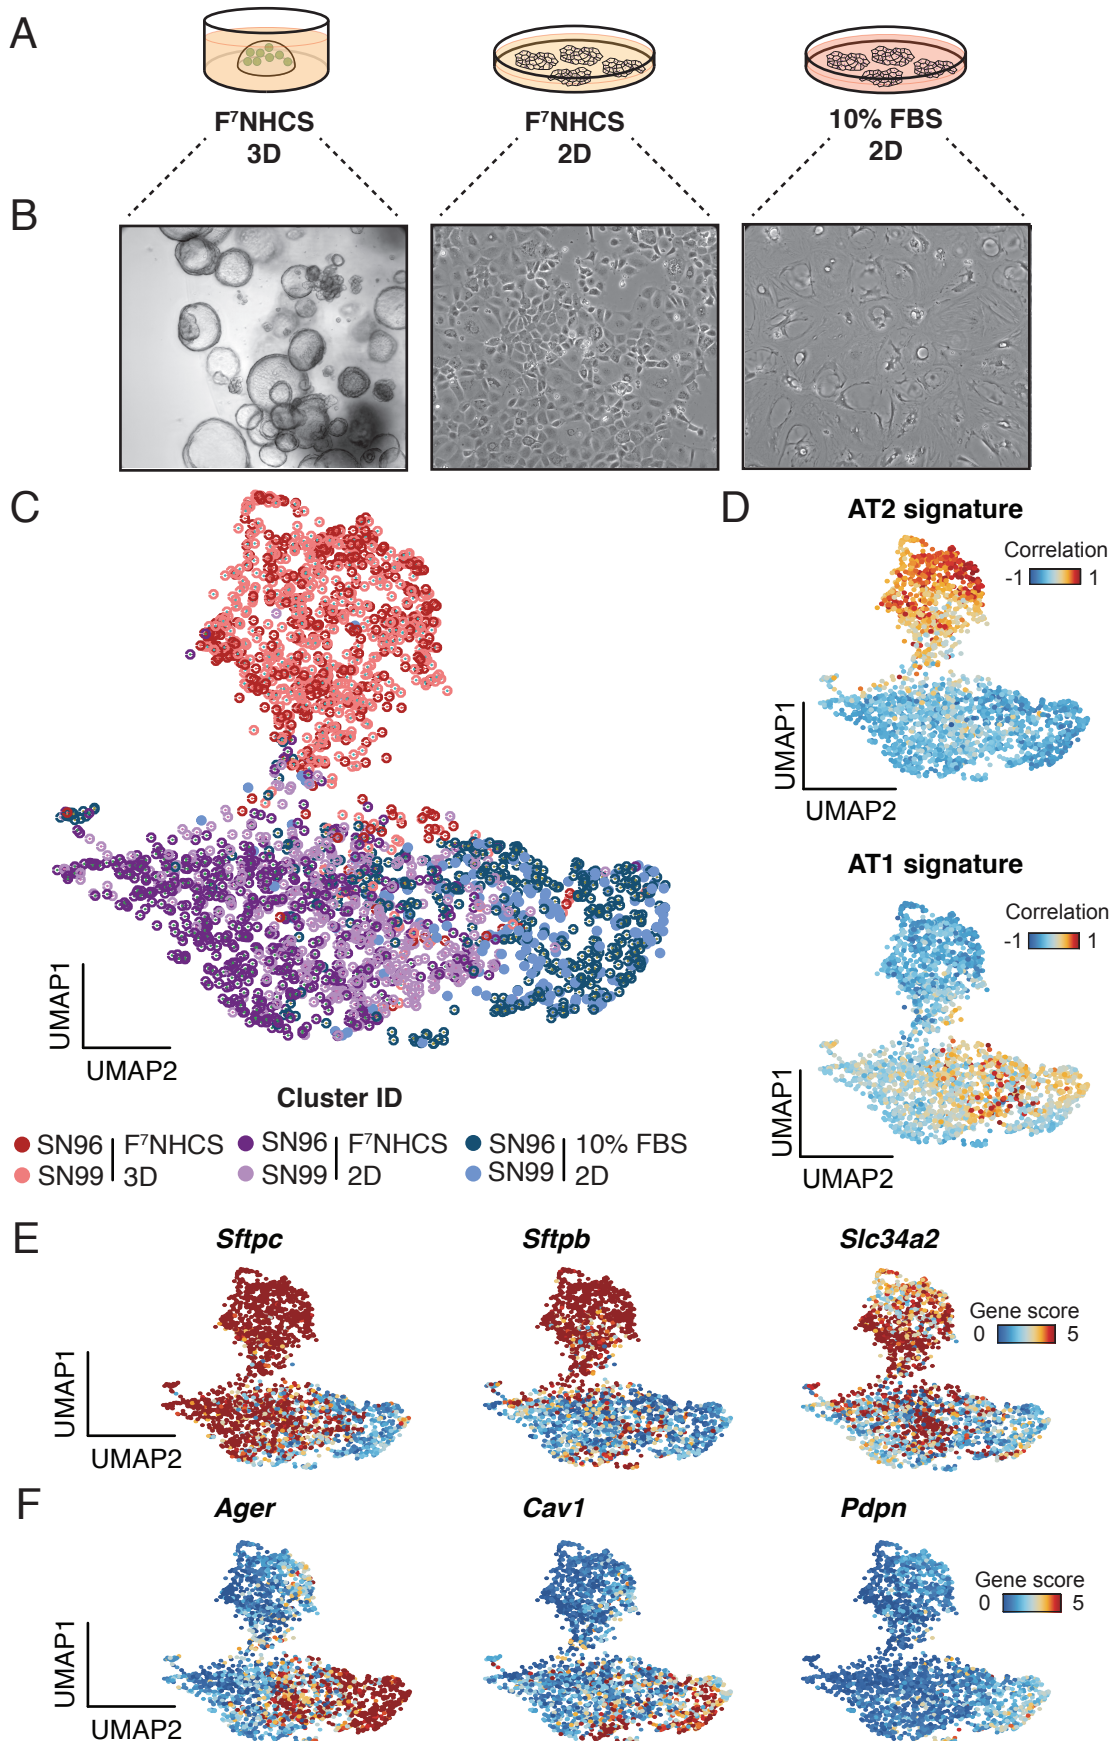 A
F⁷NHCS
3D
F⁷NHCS
2D
10% FBS
2D
B
C
UMAP1
UMAP2
Cluster ID
SN96
SN99
F⁷NHCS
3D
SN96
SN99
F⁷NHCS
2D
SN96
SN99
10% FBS
2D
D
AT2 signature
Correlation
-1 1
UMAP1
UMAP2
AT1 signature
Correlation
-1 1
UMAP1
UMAP2
E
Sftpc
Sftpb
Slc34a2
Gene score
0 5
UMAP1
UMAP2
F
Ager
Cav1
Pdpn
Gene score
0 5
UMAP1
UMAP2